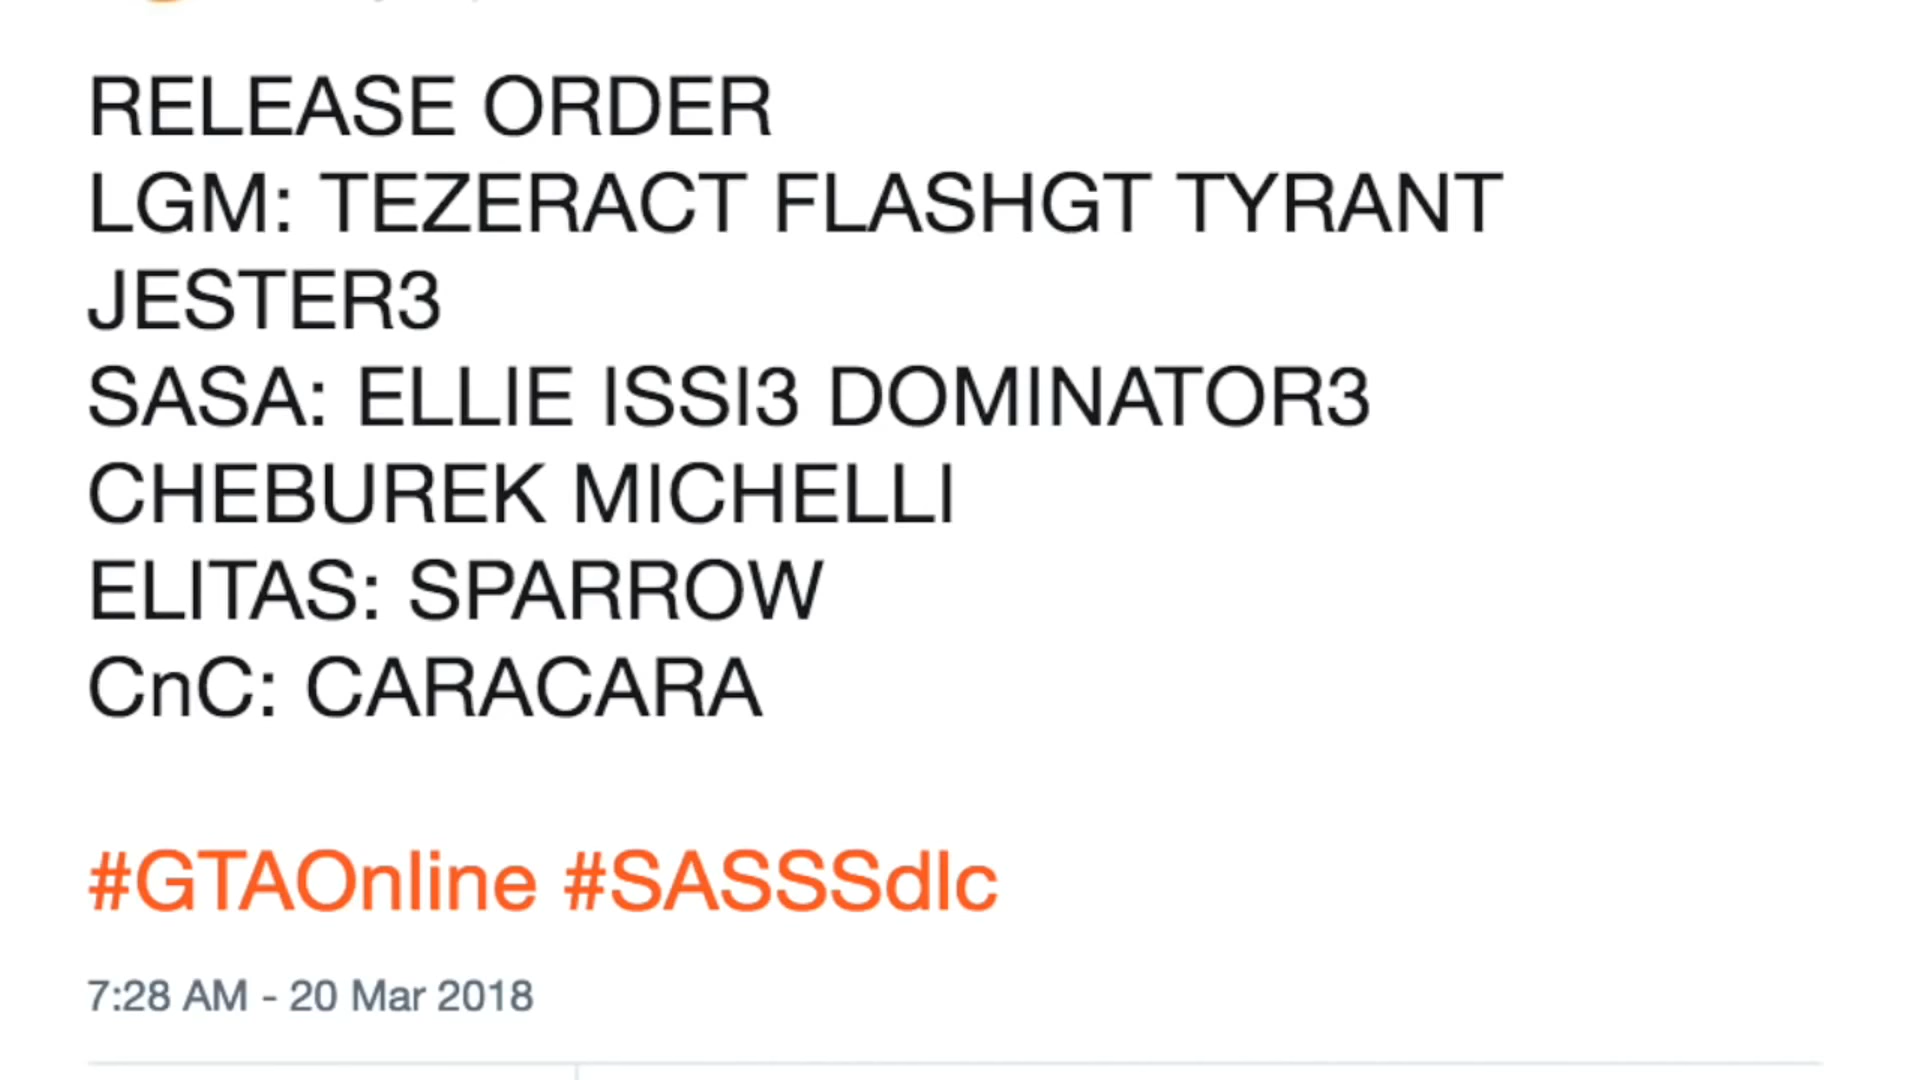 RELEASE ORDER
LGM: TEZERACT FLASHGT TYRANT
JESTER3
SASA: ELLIE ISSI3 DOMINATOR3
CHEBUREK MICHELLI
ELITAS: SPARROW
CnC: CARACARA
#GTAOnline #SASSSdlc
7:28 AM - 20 Mar 2018